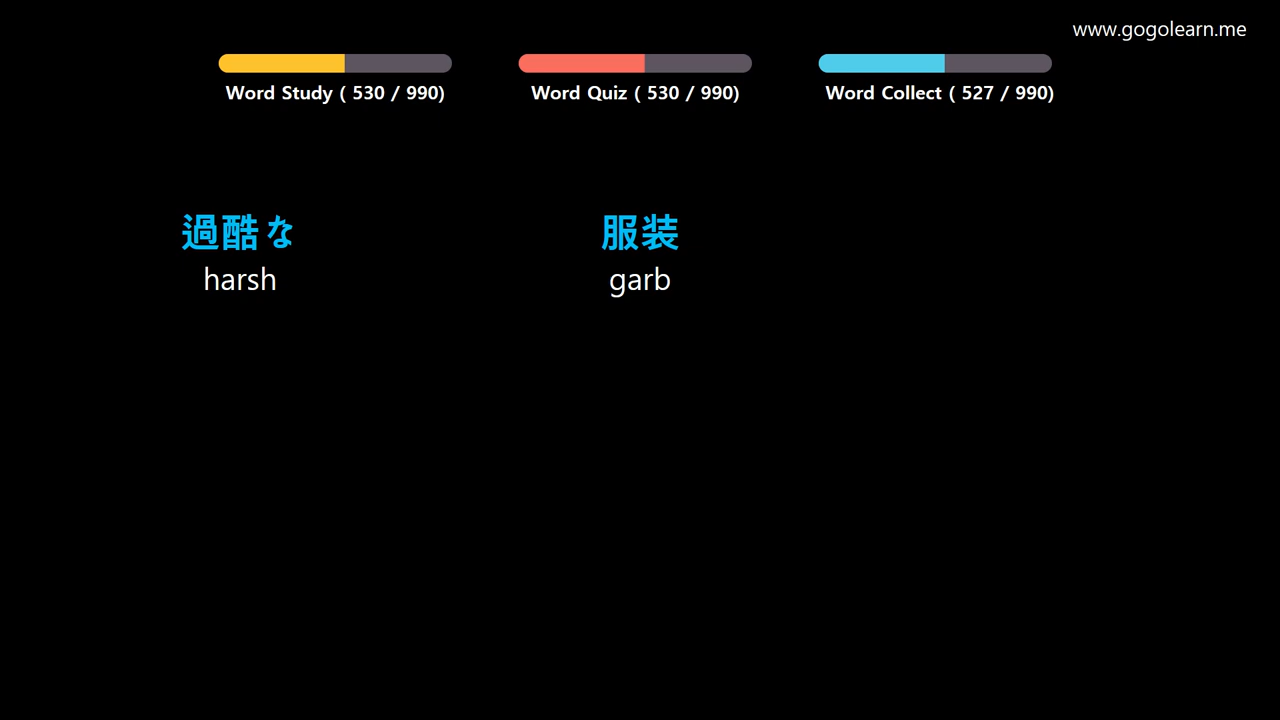 www.gogolearn.me
Word Study ( 530 / 990)
Word Quiz ( 530 / 990)
Word Collect ( 527 / 990)
過酷な
harsh
服装
garb